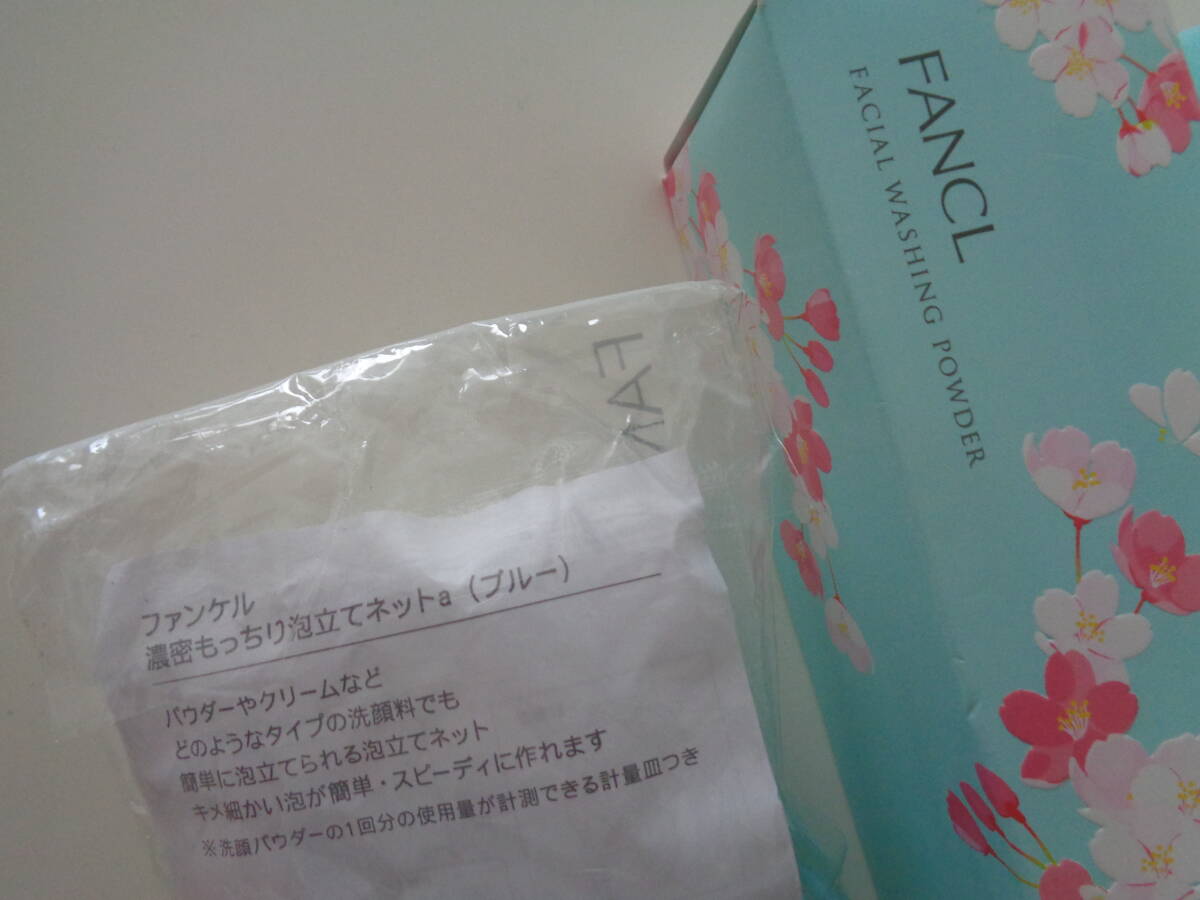 FANCL
FACIAL WASHING POWDER
FAN
ファンケル
濃密もっちり泡立てネットa（ブルー）
パウダーやクリームなど
どのようなタイプの洗顔料でも
簡単に泡立てられる泡立てネット
キメ細かい泡が簡単・スピーディに作れます
※洗顔パウダーの1回分の使用量が計測できる計量皿つき